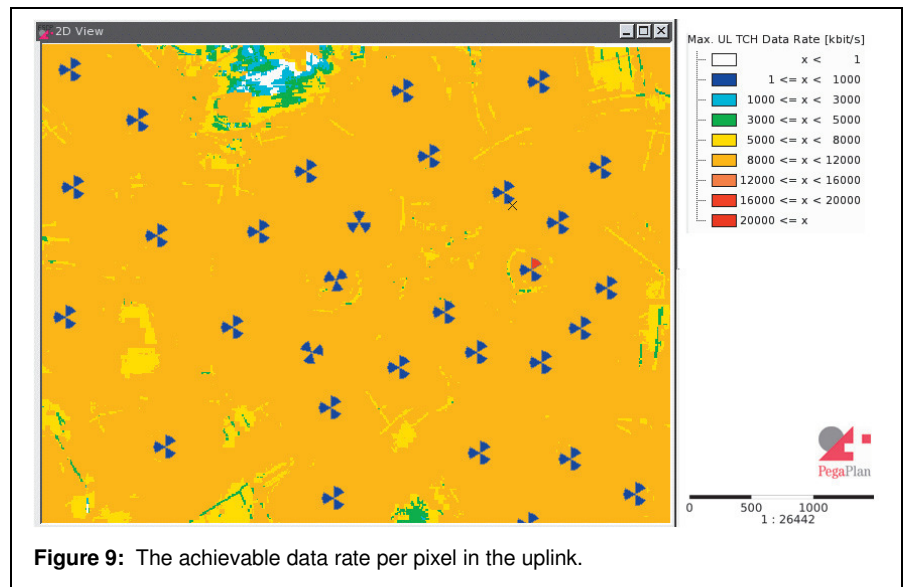 2D View
Max. UL TCH Data Rate [kbit/s]
x < 1
1 <= x < 1000
1000 <= x < 3000
3000 <= x < 5000
5000 <= x < 8000
8000 <= x < 12000
12000 <= x < 16000
16000 <= x < 20000
20000 <= x
PegaPlan
0 500 1000
1 : 26442
Figure 9: The achievable data rate per pixel in the uplink.